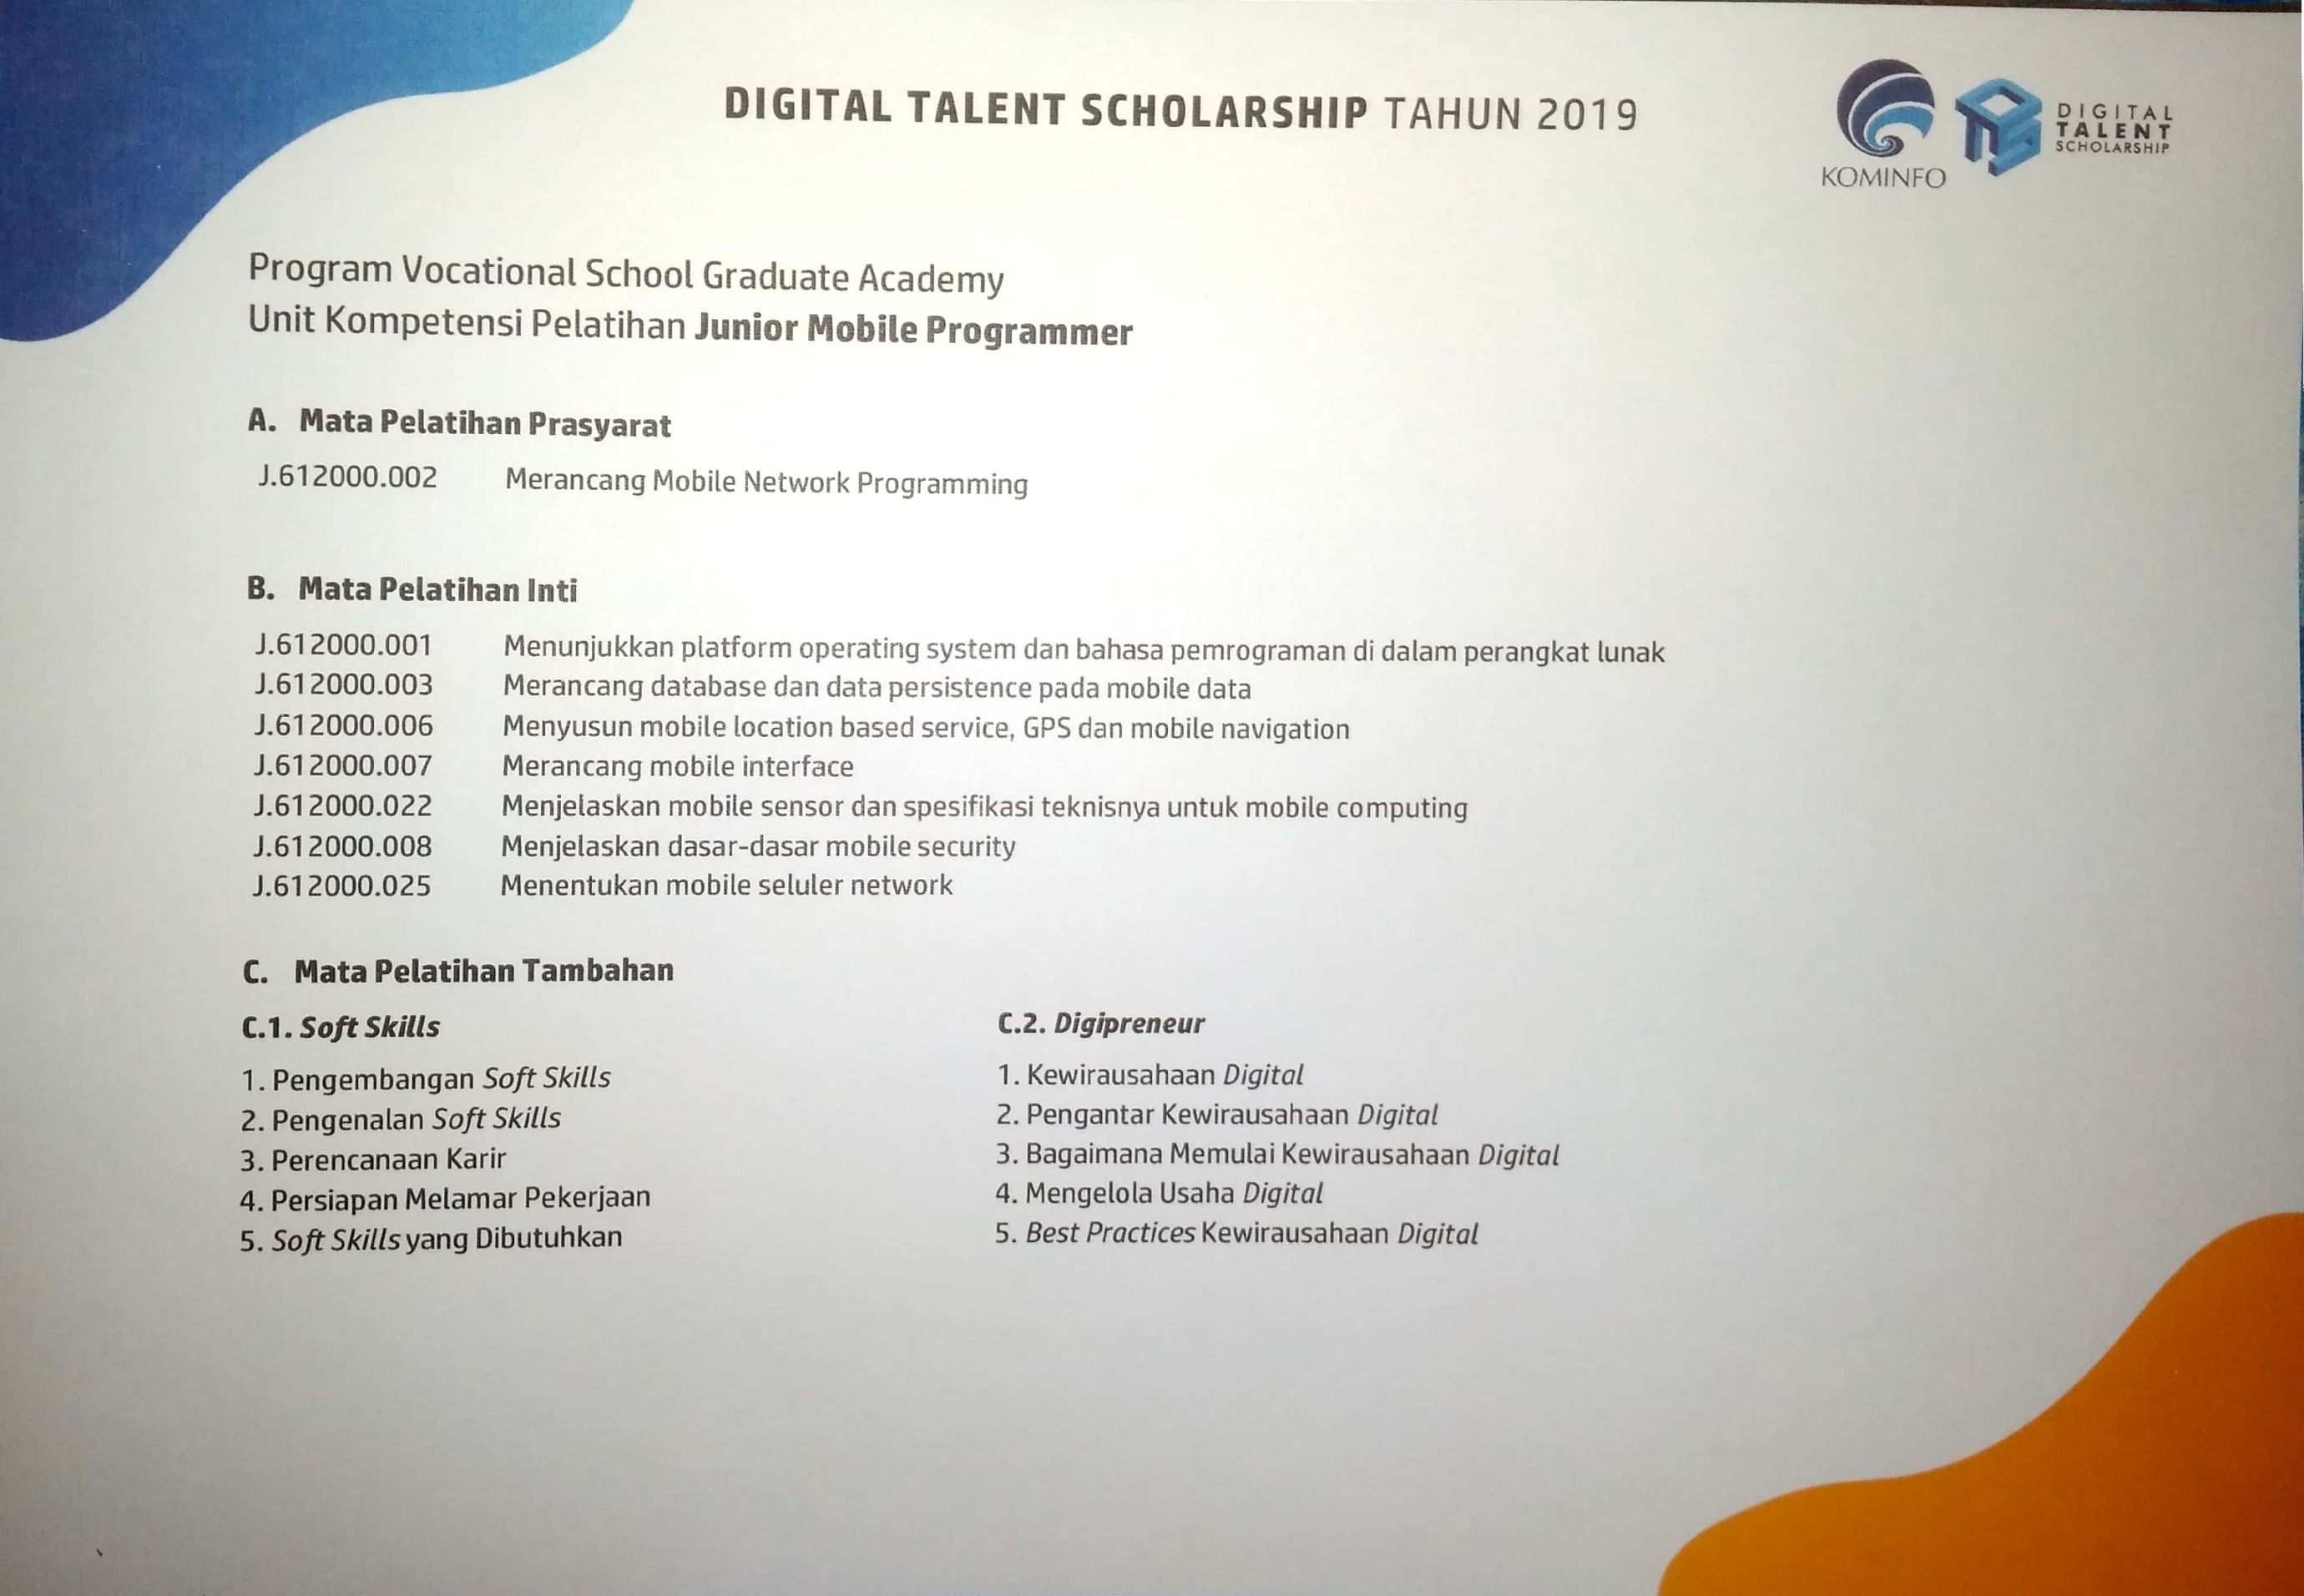 DIGITAL TALENT SCHOLARSHIP TAHUN 2019
KOMINFO
DIGITAL
TALENT
SCHOLARSHIP
Program Vocational School Graduate Academy
Unit Kompetensi Pelatihan Junior Mobile Programmer
A. Mata Pelatihan Prasyarat
J.612000.002 Merancang Mobile Network Programming
B. Mata Pelatihan Inti
J.612000.001 Menunjukkan platform operating system dan bahasa pemrograman di dalam perangkat lunak
J.612000.003 Merancang database dan data persistence pada mobile data
J.612000.006 Menyusun mobile location based service, GPS dan mobile navigation
J.612000.007 Merancang mobile interface
J.612000.022 Menjelaskan mobile sensor dan spesifikasi teknisnya untuk mobile computing
J.612000.008 Menjelaskan dasar-dasar mobile security
J.612000.025 Menentukan mobile seluler network
C. Mata Pelatihan Tambahan
C.1. Soft Skills
1. Pengembangan Soft Skills
2. Pengenalan Soft Skills
3. Perencanaan Karir
4. Persiapan Melamar Pekerjaan
5. Soft Skills yang Dibutuhkan
C.2. Digipreneur
1. Kewirausahaan Digital
2. Pengantar Kewirausahaan Digital
3. Bagaimana Memulai Kewirausahaan Digital
4. Mengelola Usaha Digital
5. Best Practices Kewirausahaan Digital